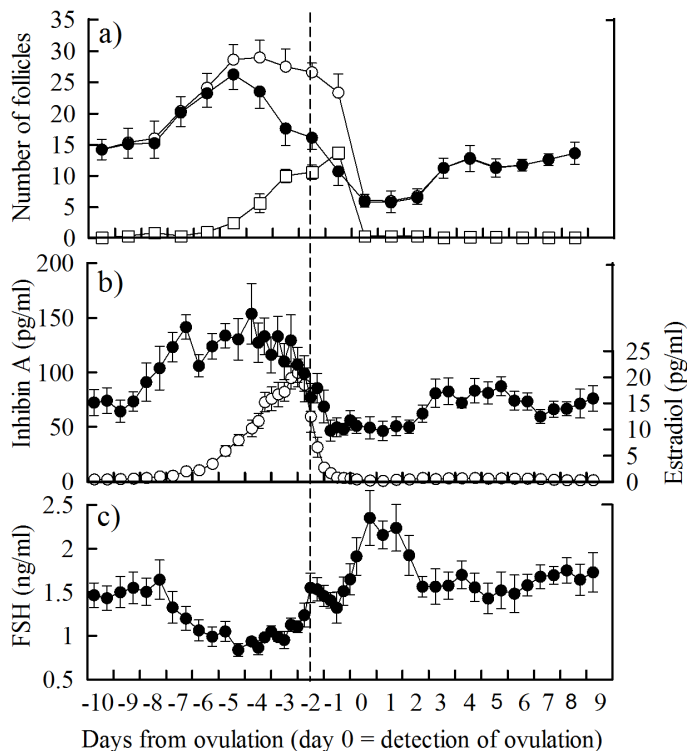 a)
Number of follicles
35
30
25
20
15
10
5
0
b)
Inhibin A (pg/ml)
200
150
100
50
0
Estradiol (pg/ml)
25
20
15
10
5
0
c)
FSH (ng/ml)
2.5
2
1.5
1
0.5
-10 -9 -8 -7 -6 -5 -4 -3 -2 -1 0 1 2 3 4 5 6 7 8 9
Days from ovulation (day 0 = detection of ovulation)